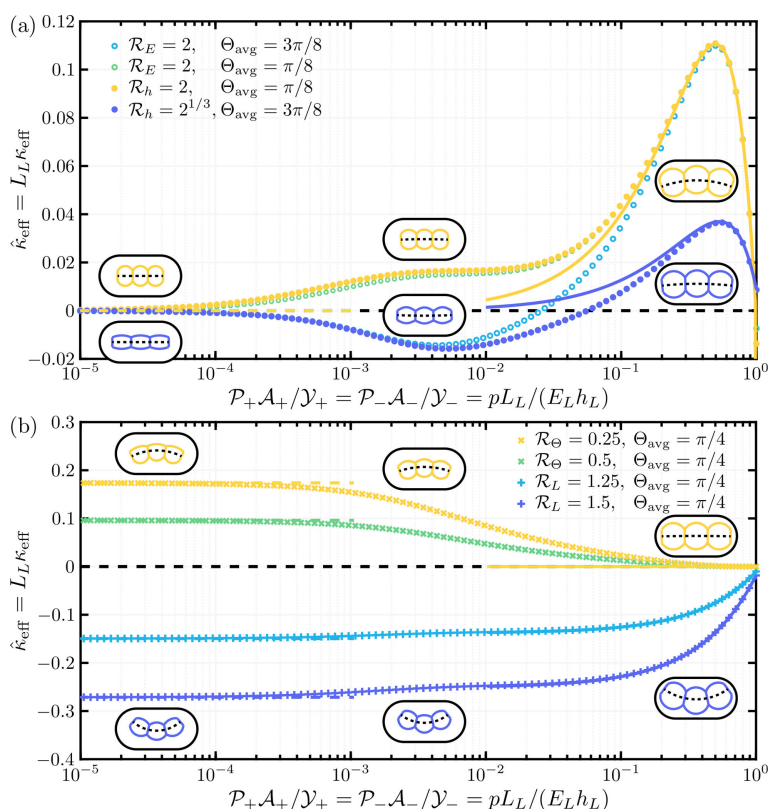 (a)
ℛ_E = 2, Θ_avg = 3π/8
ℛ_E = 2, Θ_avg = π/8
ℛ_h = 2, Θ_avg = π/8
ℛ_h = 2^{1/3}, Θ_avg = 3π/8
0.12
0.1
0.08
0.06
0.04
0.02
0
−0.02
κ̂_eff = L_L κ_eff
10^{−5}
10^{−4}
10^{−3}
10^{−2}
10^{−1}
10^0
𝒫_+𝒜_+/𝒴_+ = 𝒫_−𝒜_−/𝒴_− = pL_L/(E_L h_L)
(b)
ℛ_Θ = 0.25, Θ_avg = π/4
ℛ_Θ = 0.5, Θ_avg = π/4
ℛ_L = 1.25, Θ_avg = π/4
ℛ_L = 1.5, Θ_avg = π/4
0.3
0.2
0.1
0
−0.1
−0.2
−0.3
−0.4
κ̂_eff = L_L κ_eff
10^{−5}
10^{−4}
10^{−3}
10^{−2}
10^{−1}
10^0
𝒫_+𝒜_+/𝒴_+ = 𝒫_−𝒜_−/𝒴_− = pL_L/(E_L h_L)